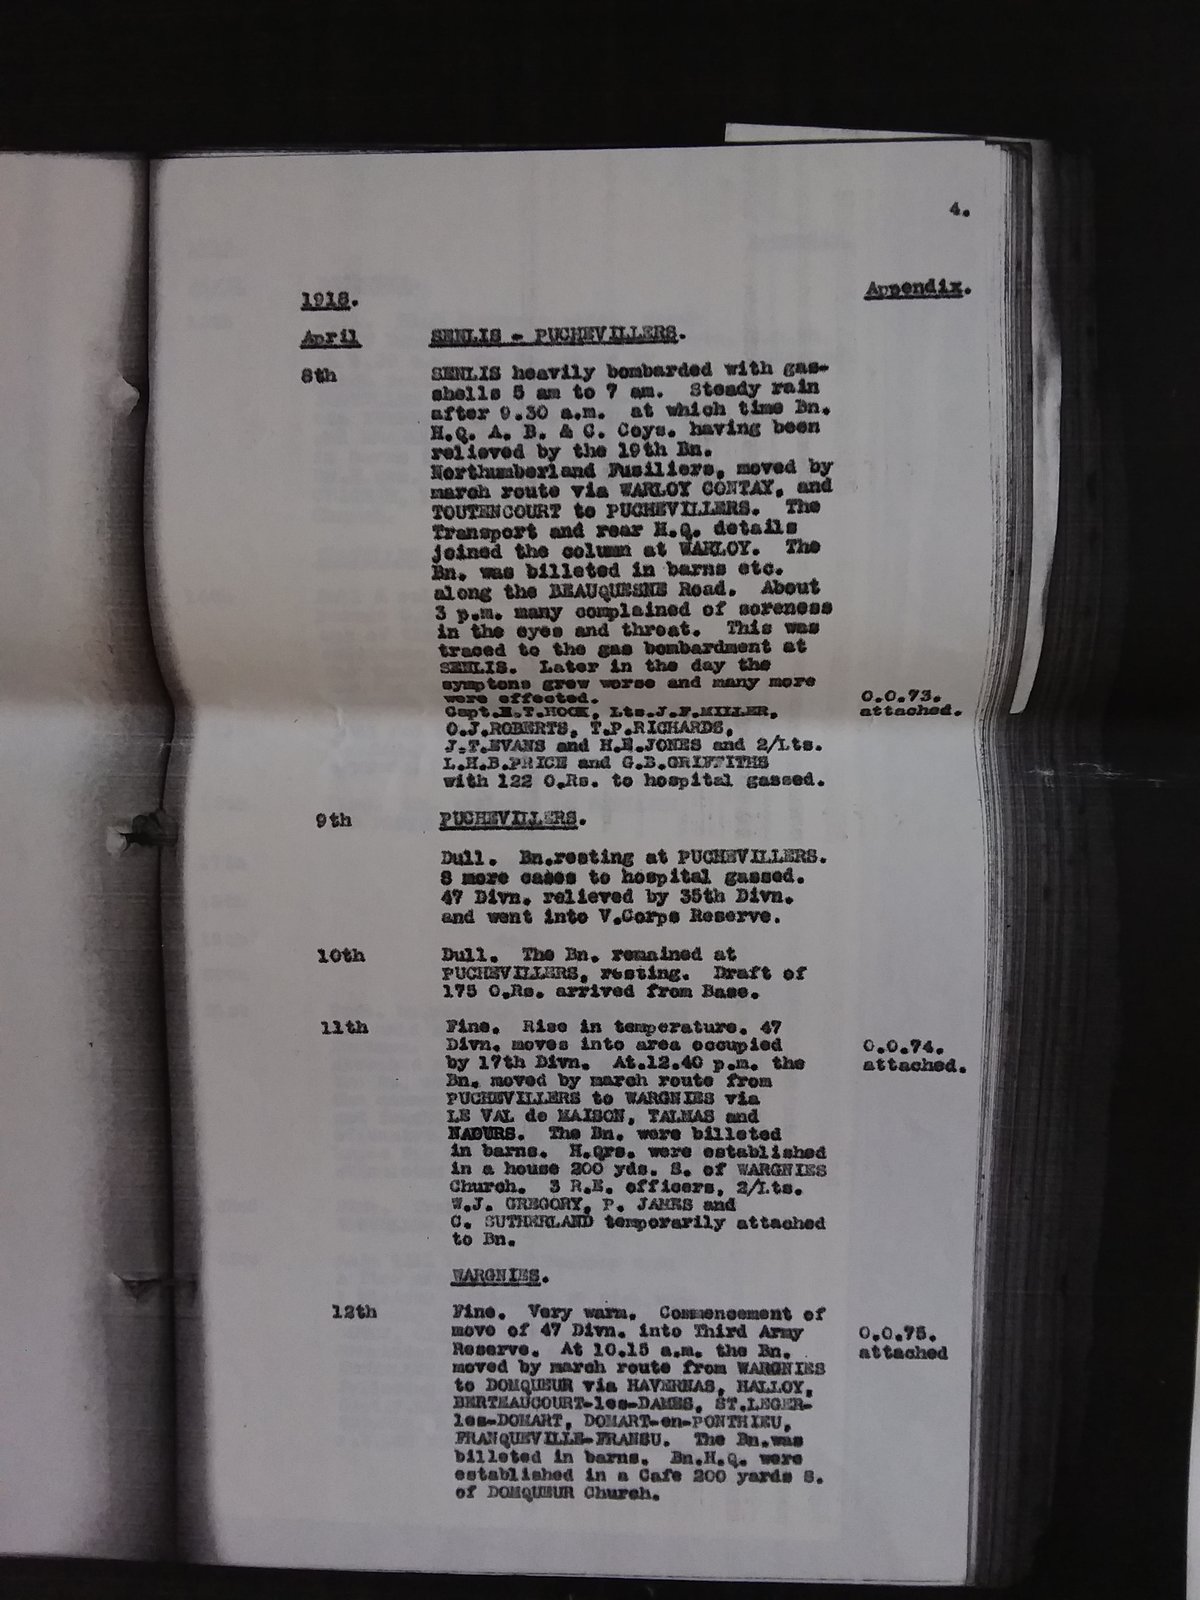 4.
1918. Appendix.
April SENLIS - PUCHEVILLERS.
8th SENLIS heavily bombarded with gas-
shells 5 am to 7 am. Steady rain
after 9.30 a.m. at which time Bn.
H.Q. A. B. & C. Coys. having been
relieved by the 19th Bn.
Northumberland Fusiliers, moved by
march route via WARLOY CONTAY, and
TOUTENCOURT to PUCHEVILLERS. The
Transport and rear H.Q. details
joined the column at WARLOY. The
Bn. was billeted in barns etc.
along the BEAUQUESNE Road. About
3 p.m. many complained of soreness
in the eyes and throat. This was
traced to the gas bombardment at
SENLIS. Later in the day the
symptons grew worse and many more
were effected. O.O.73.
Capt.E.T.HOCK, Lts.J.F.MILLER, attached.
O.J.ROBERTS, T.P.RICHARDS,
J.T.EVANS and H.E.JONES and 2/Lts.
L.H.B.PRICE and G.B.GRIFFITHS
with 122 O.Rs. to hospital gassed.
9th PUCHEVILLERS.
Dull. Bn.resting at PUCHEVILLERS.
8 more cases to hospital gassed.
47 Divn. relieved by 35th Divn.
and went into V.Corps Reserve.
10th Dull. The Bn. remained at
PUCHEVILLERS, resting. Draft of
175 O.Rs. arrived from Base.
11th Fine. Rise in temperature. 47
Divn. moves into area occupied O.O.74.
by 17th Divn. At.12.40 p.m. the attached.
Bn. moved by march route from
PUCHEVILLERS to WARGNIES via
LE VAL de MAISON, TALMAS and
NAOURS. The Bn. were billeted
in barns. H.Qrs. were established
in a house 200 yds. S. of WARGNIES
Church. 3 R.E. officers, 2/Lts.
W.J. GREGORY, P. JAMES and
C. SUTHERLAND temporarily attached
to Bn.
WARGNIES.
12th Fine. Very warm. Commencement of
move of 47 Divn. into Third Army O.O.75.
Reserve. At 10.15 a.m. the Bn. attached
moved by march route from WARGNIES
to DOMQUEUR via HAVERNAS, HALLOY,
BERTEAUCOURT-les-DAMES, ST.LEGER-
les-DOMART, DOMART-en-PONTHIEU,
FRANQUEVILLE-FRANSU. The Bn.was
billeted in barns. Bn.H.Q. were
established in a Cafe 200 yards S.
of DOMQUEUR Church.